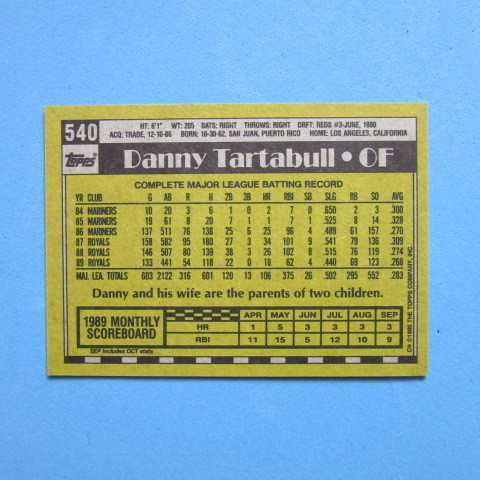 540
HT: 6'1" WT: 205 BATS: RIGHT THROWS: RIGHT DRFT: REDS #3-JUNE, 1980
ACQ: TRADE, 12-10-86 BORN: 10-30-62, SAN JUAN, PUERTO RICO HOME: LOS ANGELES, CALIFORNIA
Topps Danny Tartabull • OF
COMPLETE MAJOR LEAGUE BATTING RECORD
YR CLUB G AB R H 2B 3B HR RBI SB SLG BB SO AVG
84 MARINERS 10 20 3 6 1 0 2 7 0 .650 2 3 .300
85 MARINERS 19 61 8 20 7 1 1 7 1 .525 8 14 .328
86 MARINERS 137 511 76 138 25 6 25 96 4 .489 61 157 .270
87 ROYALS 158 582 95 180 27 3 34 101 9 .541 79 136 .309
88 ROYALS 146 507 80 139 38 3 26 102 8 .515 76 119 .274
89 ROYALS 133 441 54 118 22 0 18 62 4 .440 69 123 .268
MAJ. LEA. TOTALS 603 2122 316 601 120 13 106 375 26 .502 295 552 .283
Danny and his wife are the parents of two children.
1989 MONTHLY
SCOREBOARD
SEP Includes OCT stats
APR MAY JUN JUL AUG SEP
HR 1 5 3 3 3 3
RBI 11 15 5 12 10 9
©1990 THE TOPPS COMPANY, INC.